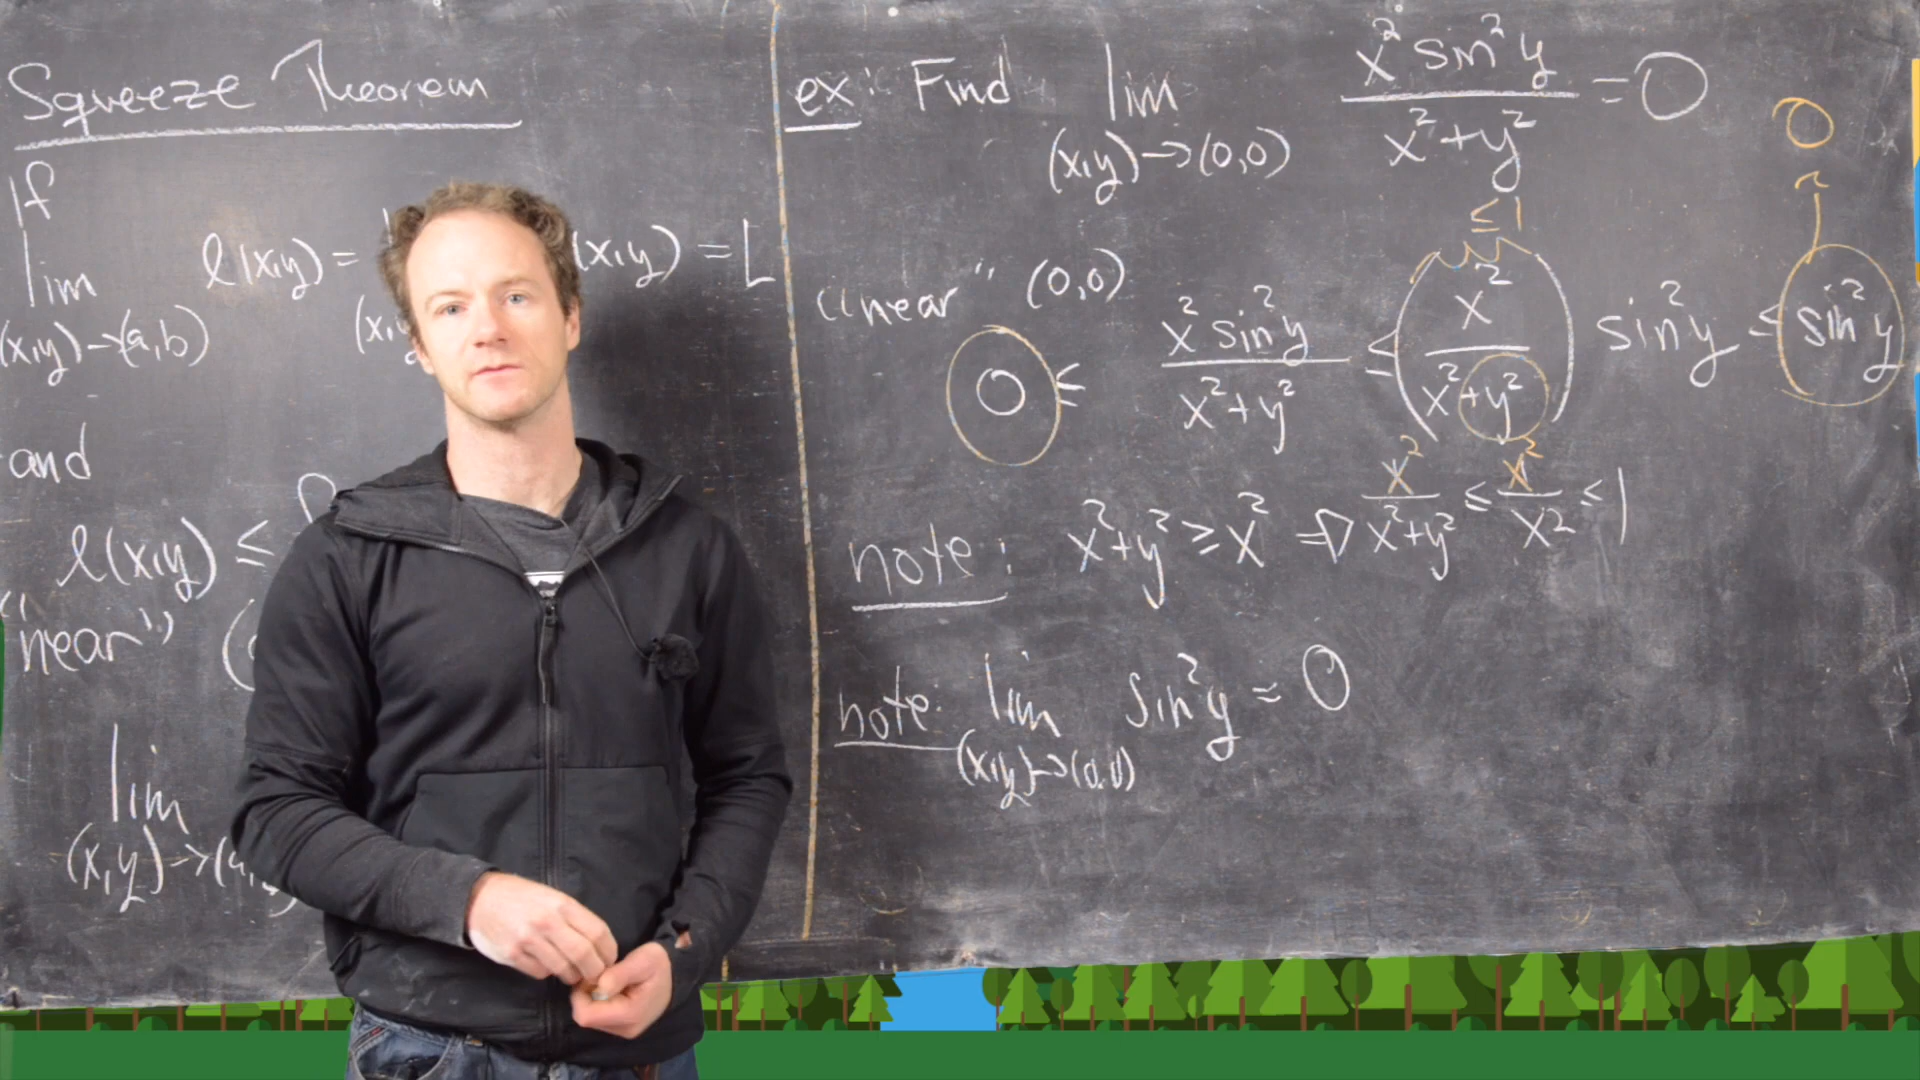 Squeeze Theorem
If
lim l(x,y) = (x,y) = L
(x,y)→(a,b) (x,y
and
l(x,y) ≤
"near" (
lim
(x,y)→(a,
ex: Find lim x² sin² y / x² + y² = 0
(x,y)→(0,0)
0
≤ 1
"near" (0,0)
0 ≤ x² sin² y / x² + y² ≤ (x² / x² + y²) sin² y ≤ sin² y
note: x² + y² ≥ x² ⇒ x² / x² + y² ≤ x² / x² ≤ 1
note: lim sin² y = 0
(x,y)→(0,0)